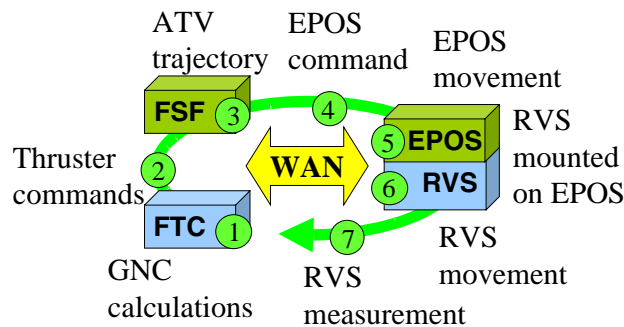 ATV
trajectory
EPOS
command
EPOS
movement
FSF
3
4
5
EPOS
RVS
mounted
on EPOS
Thruster
commands
2
WAN
6
RVS
FTC
1
7
GNC
calculations
RVS
measurement
RVS
movement